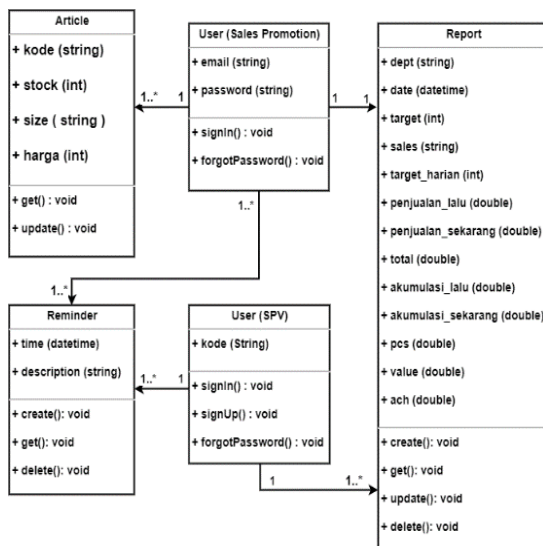 Article
+ kode (string)
+ stock (int)
+ size ( string )
+ harga (int)
+ get() : void
+ update() : void
1..*
1
User (Sales Promotion)
+ email (string)
+ password (string)
+ signIn() : void
+ forgotPassword() : void
1
1
1..*
1..*
Report
+ dept (string)
+ date (datetime)
+ target (int)
+ sales (string)
+ target_harian (int)
+ penjualan_lalu (double)
+ penjualan_sekarang (double)
+ total (double)
+ akumulasi_lalu (double)
+ akumulasi_sekarang (double)
+ pcs (double)
+ value (double)
+ ach (double)
+ create(): void
+ get(): void
+ update(): void
+ delete(): void
Reminder
+ time (datetime)
+ description (string)
+ create(): void
+ get(): void
+ delete(): void
1..*
1
User (SPV)
+ kode (String)
+ signIn() : void
+ signUp() : void
+ forgotPassword() : void
1
1..*